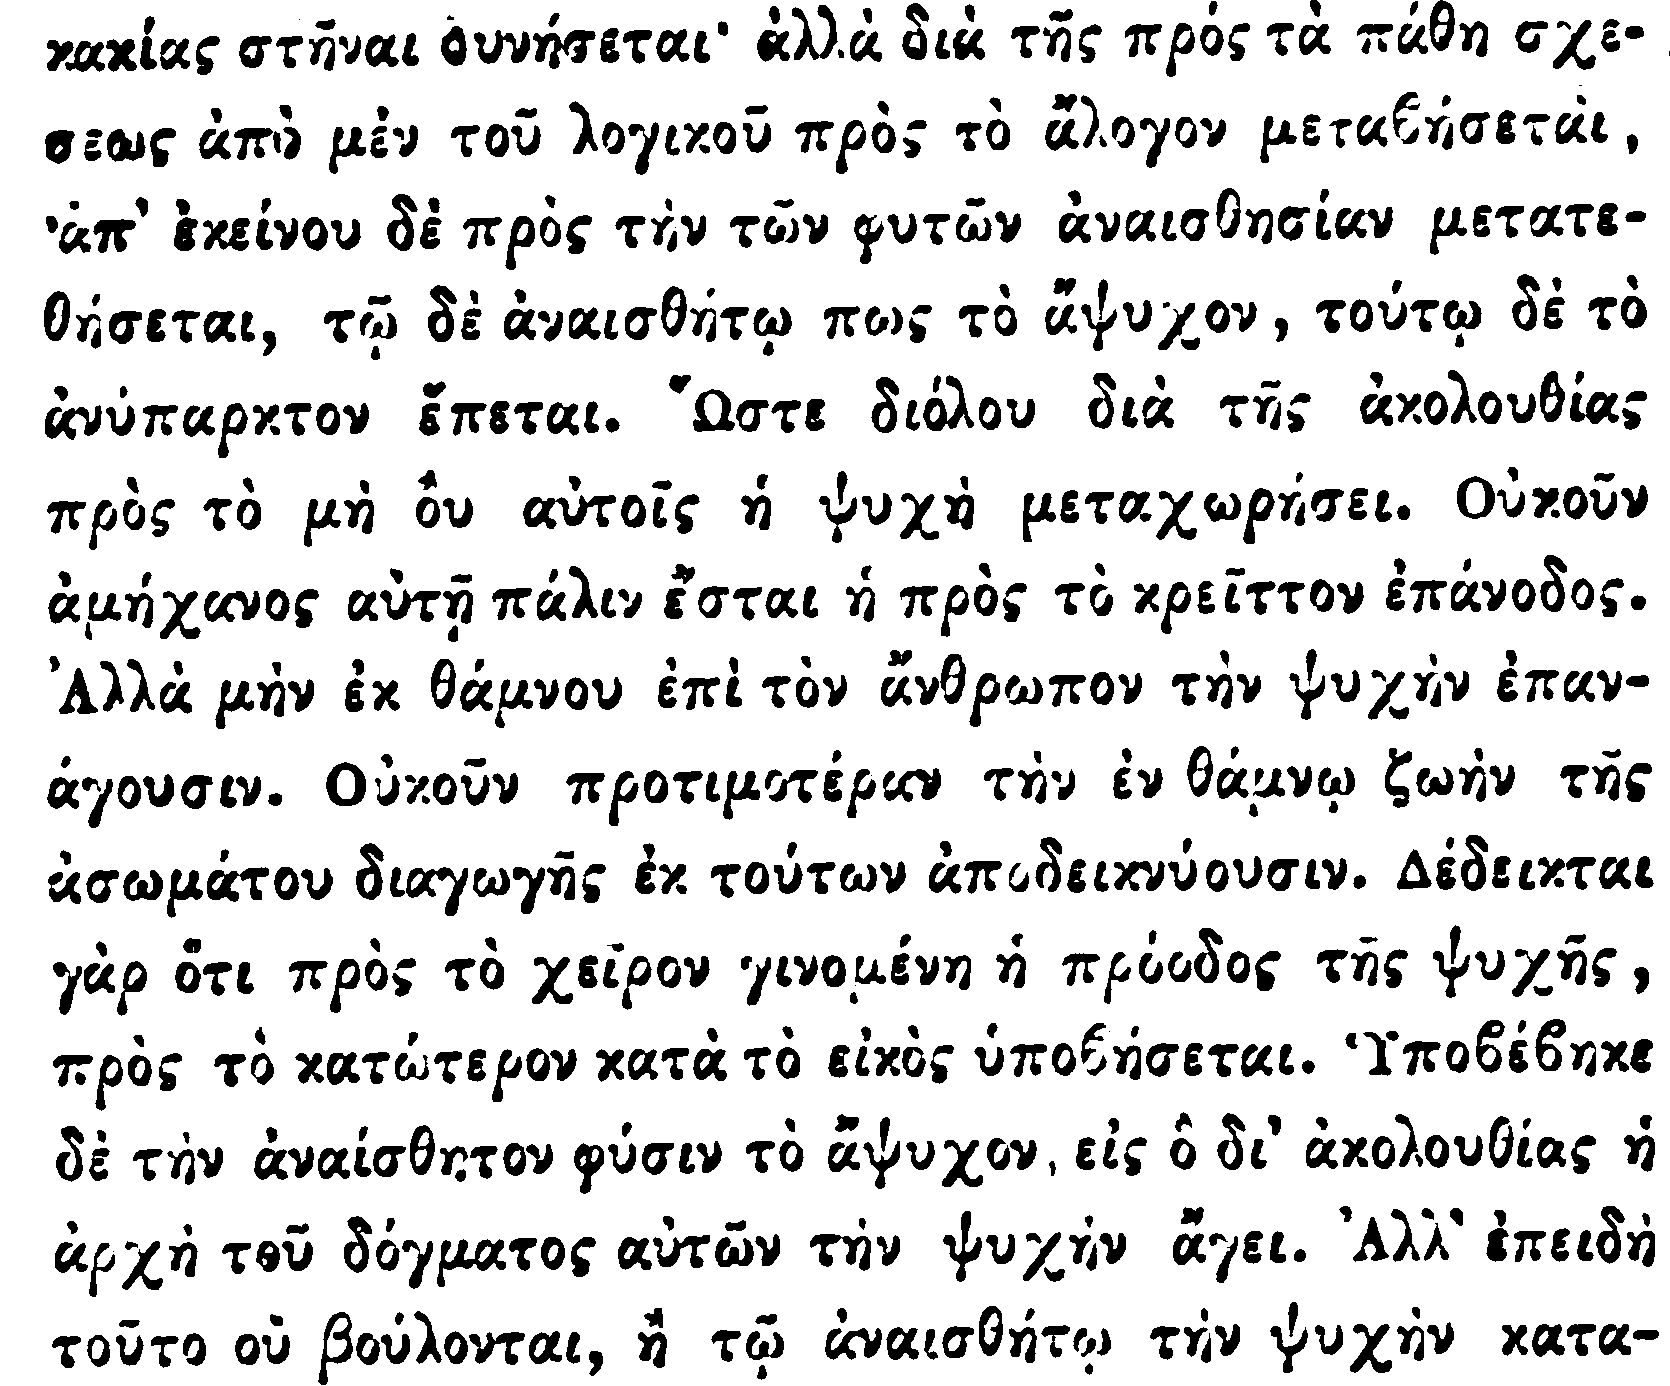 κακίας στῆναι δυνήσεται· ἀλλὰ διὰ τῆς πρὸς τὰ πάθη σχε-
σεως ἀπὸ μὲν τοῦ λογικοῦ πρὸς τὸ ἄλογον μεταβήσεται,
ἀπ' ἐκείνου δὲ πρὸς τὴν τῶν φυτῶν ἀναισθησίαν μετατε-
θήσεται, τῷ δὲ ἀναισθήτῳ πως τὸ ἄψυχον, τούτῳ δὲ τὸ
ἀνύπαρκτον ἕπεται. Ὥστε διόλου διὰ τῆς ἀκολουθίας
πρὸς τὸ μὴ ὂν αὐτοῖς ἡ ψυχὴ μεταχωρήσει. Οὐκοῦν
ἀμήχανος αὐτῇ πάλιν ἔσται ἡ πρὸς τὸ κρεῖττον ἐπάνοδος.
Ἀλλὰ μὴν ἐκ θάμνου ἐπὶ τὸν ἄνθρωπον τὴν ψυχὴν ἐπαν-
άγουσιν. Οὐκοῦν προτιμοτέραν τὴν ἐν θάμνῳ ζωὴν τῆς
ἀσωμάτου διαγωγῆς ἐκ τούτων ἀποδεικνύουσιν. Δέδεικται
γὰρ ὅτι πρὸς τὸ χεῖρον γινομένη ἡ πρόοδος τῆς ψυχῆς,
πρὸς τὸ κατώτερον κατὰ τὸ εἰκὸς ὑποβήσεται. Ὑποβέβηκε
δὲ τὴν ἀναίσθητον φύσιν τὸ ἄψυχον, εἰς ὃ δι' ἀκολουθίας ἡ
ἀρχὴ τοῦ δόγματος αὐτῶν τὴν ψυχὴν ἄγει. Ἀλλ' ἐπειδὴ
τοῦτο οὐ βούλονται, ἢ τῷ ἀναισθήτῳ τὴν ψυχὴν κατα-